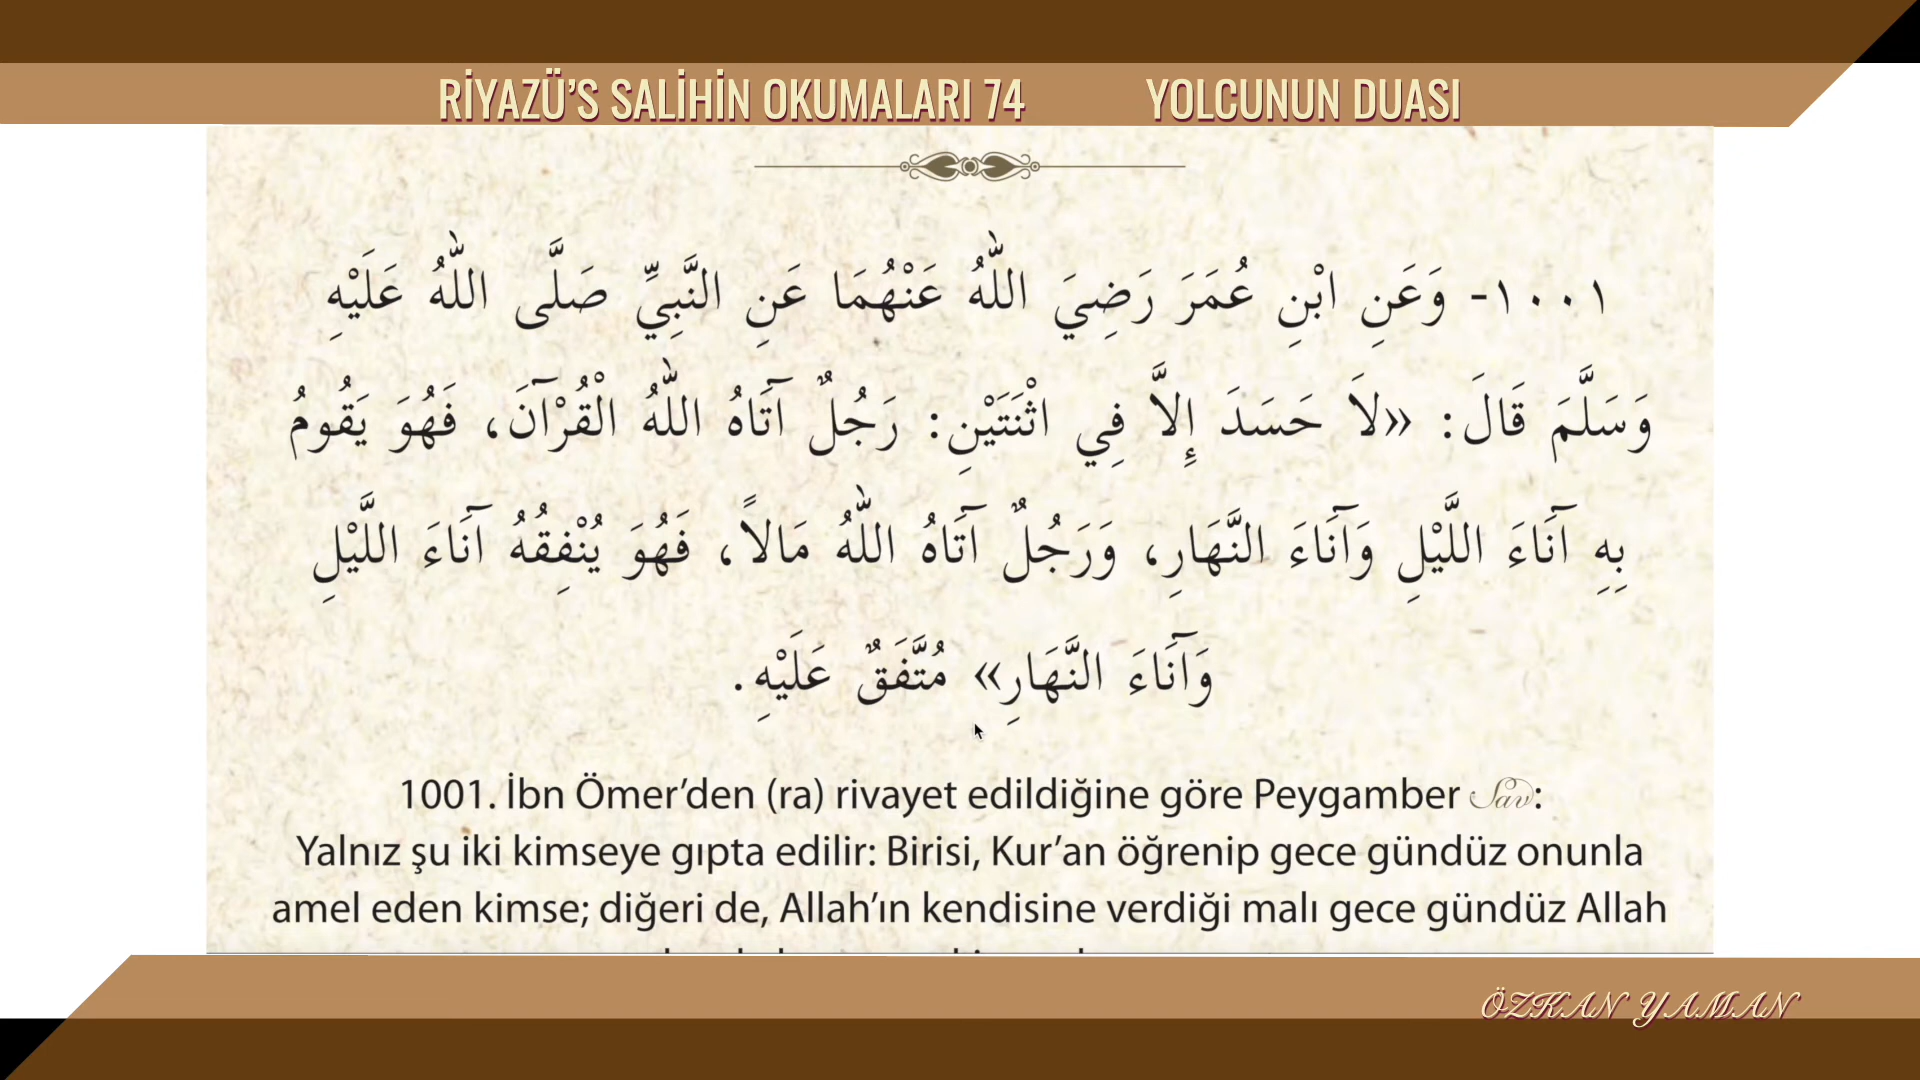 RİYAZÜ’S SALİHİN OKUMALARI 74 YOLCUNUN DUASI
١٠٠١- وَعَنِ ابْنِ عُمَرَ رَضِيَ اللّٰهُ عَنْهُمَا عَنِ النَّبِيِّ صَلَّى اللّٰهُ عَلَيْهِ
وَسَلَّمَ قَالَ: «لاَ حَسَدَ إِلاَّ فِي اثْنَتَيْنِ: رَجُلٌ آتَاهُ اللّٰهُ الْقُرْآنَ، فَهُوَ يَقُومُ
بِهِ آنَاءَ اللَّيْلِ وَآنَاءَ النَّهَارِ، وَرَجُلٌ آتَاهُ اللّٰهُ مَالاً، فَهُوَ يُنْفِقُهُ آنَاءَ اللَّيْلِ
وَآنَاءَ النَّهَارِ» مُتَّفَقٌ عَلَيْهِ.
1001. İbn Ömer’den (ra) rivayet edildiğine göre Peygamber Sav:
Yalnız şu iki kimseye gıpta edilir: Birisi, Kur’an öğrenip gece gündüz onunla
amel eden kimse; diğeri de, Allah’ın kendisine verdiği malı gece gündüz Allah
ÖZKAN YAMAN